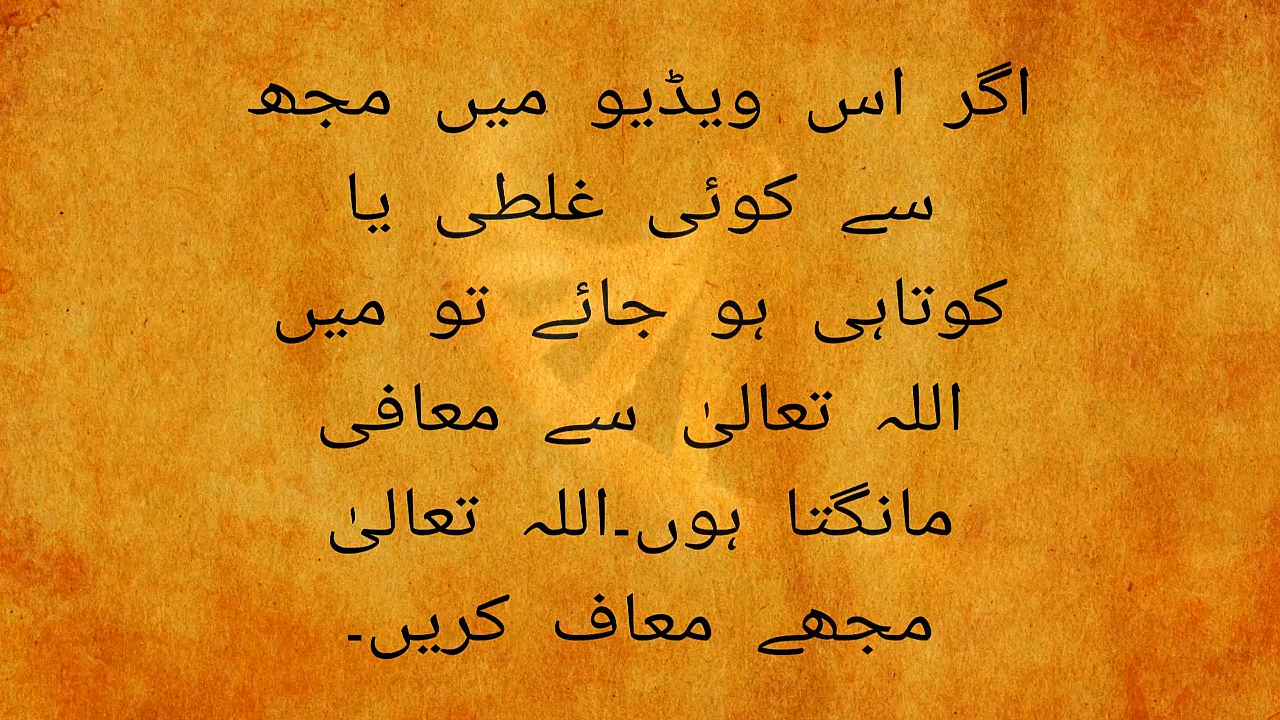 اگر اس ویڈیو میں مجھ
سے کوئی غلطی یا
کوتاہی ہو جائے تو میں
اللہ تعالیٰ سے معافی
مانگتا ہوں۔اللہ تعالیٰ
مجھے معاف کریں۔